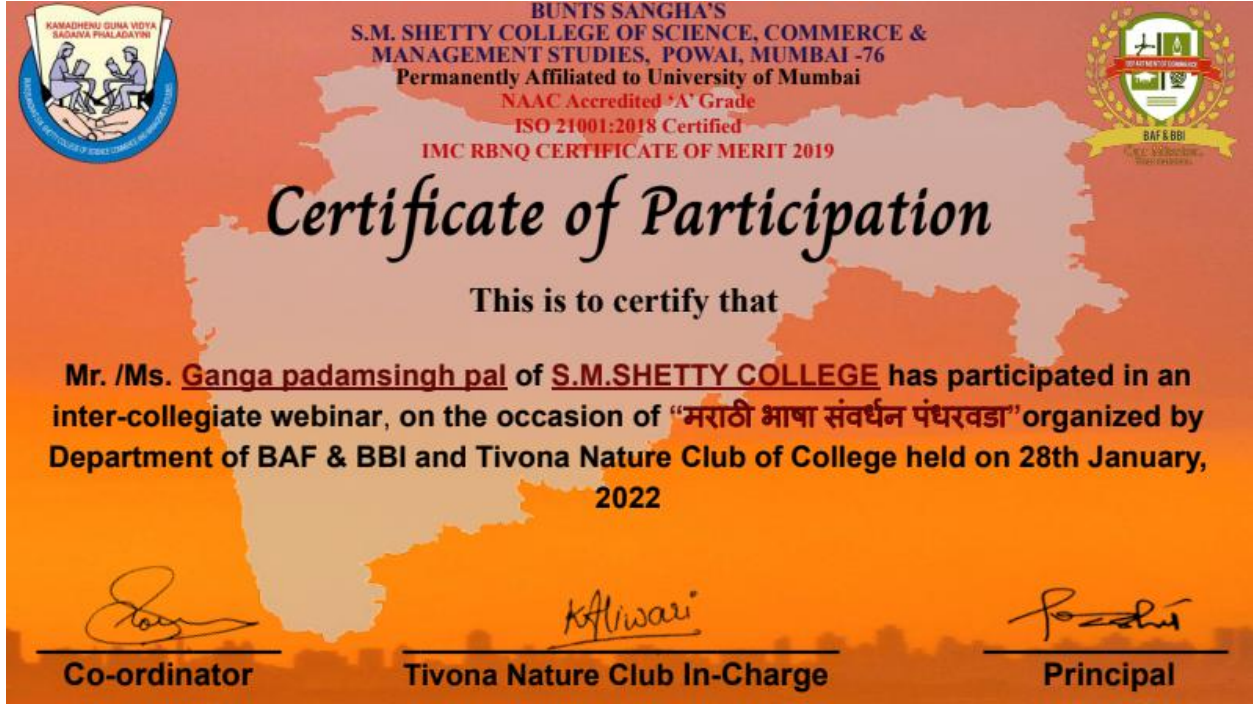 KAMADHENU GUNA VIDYA
SADAIVA PHALADAYINI
BUNTS SANGHA'S
S.M. SHETTY COLLEGE OF SCIENCE, COMMERCE &
MANAGEMENT STUDIES, POWAI, MUMBAI -76
Permanently Affiliated to University of Mumbai
NAAC Accredited 'A' Grade
ISO 21001:2018 Certified
IMC RBNQ CERTIFICATE OF MERIT 2019
DEPARTMENT OF COMMERCE
BAF & BBI
Certificate of Participation
This is to certify that
Mr. /Ms. Ganga padamsingh pal of S.M.SHETTY COLLEGE has participated in an
inter-collegiate webinar, on the occasion of “मराठी भाषा संवर्धन पंधरवडा”organized by
Department of BAF & BBI and Tivona Nature Club of College held on 28th January,
2022
Co-ordinator
Tivona Nature Club In-Charge
Principal